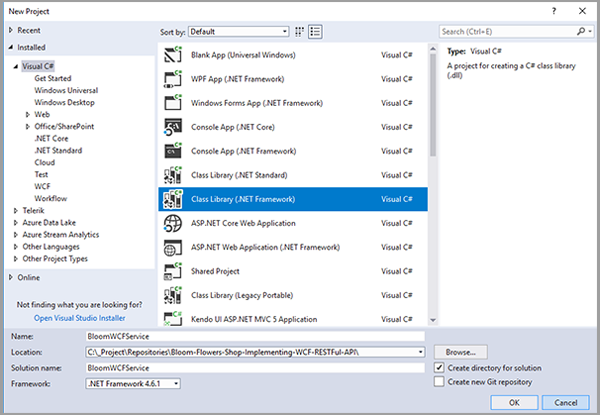 New Project
? ×
Recent
Installed
Visual C#
Get Started
Windows Universal
Windows Desktop
Web
Office/SharePoint
.NET Core
.NET Standard
Cloud
Test
WCF
Workflow
Telerik
Azure Data Lake
Azure Stream Analytics
Other Languages
Other Project Types
Online
Not finding what you are looking for?
Open Visual Studio Installer
Sort by: Default
Blank App (Universal Windows) Visual C#
WPF App (.NET Framework) Visual C#
Windows Forms App (.NET Framework) Visual C#
Console App (.NET Core) Visual C#
Console App (.NET Framework) Visual C#
Class Library (.NET Standard) Visual C#
Class Library (.NET Framework) Visual C#
ASP.NET Core Web Application Visual C#
ASP.NET Web Application (.NET Framework) Visual C#
Shared Project Visual C#
Class Library (Legacy Portable) Visual C#
Kendo UI ASP.NET MVC 5 Application Visual C#
Search (Ctrl+E)
Type: Visual C#
A project for creating a C# class library
(.dll)
Name: BloomWCFService
Location: C:\_Project\Repositories\Bloom-Flowers-Shop-Implementing-WCF-RESTFul-API\
Browse...
Solution name: BloomWCFService
Create directory for solution
Framework: .NET Framework 4.6.1
Create new Git repository
OK Cancel